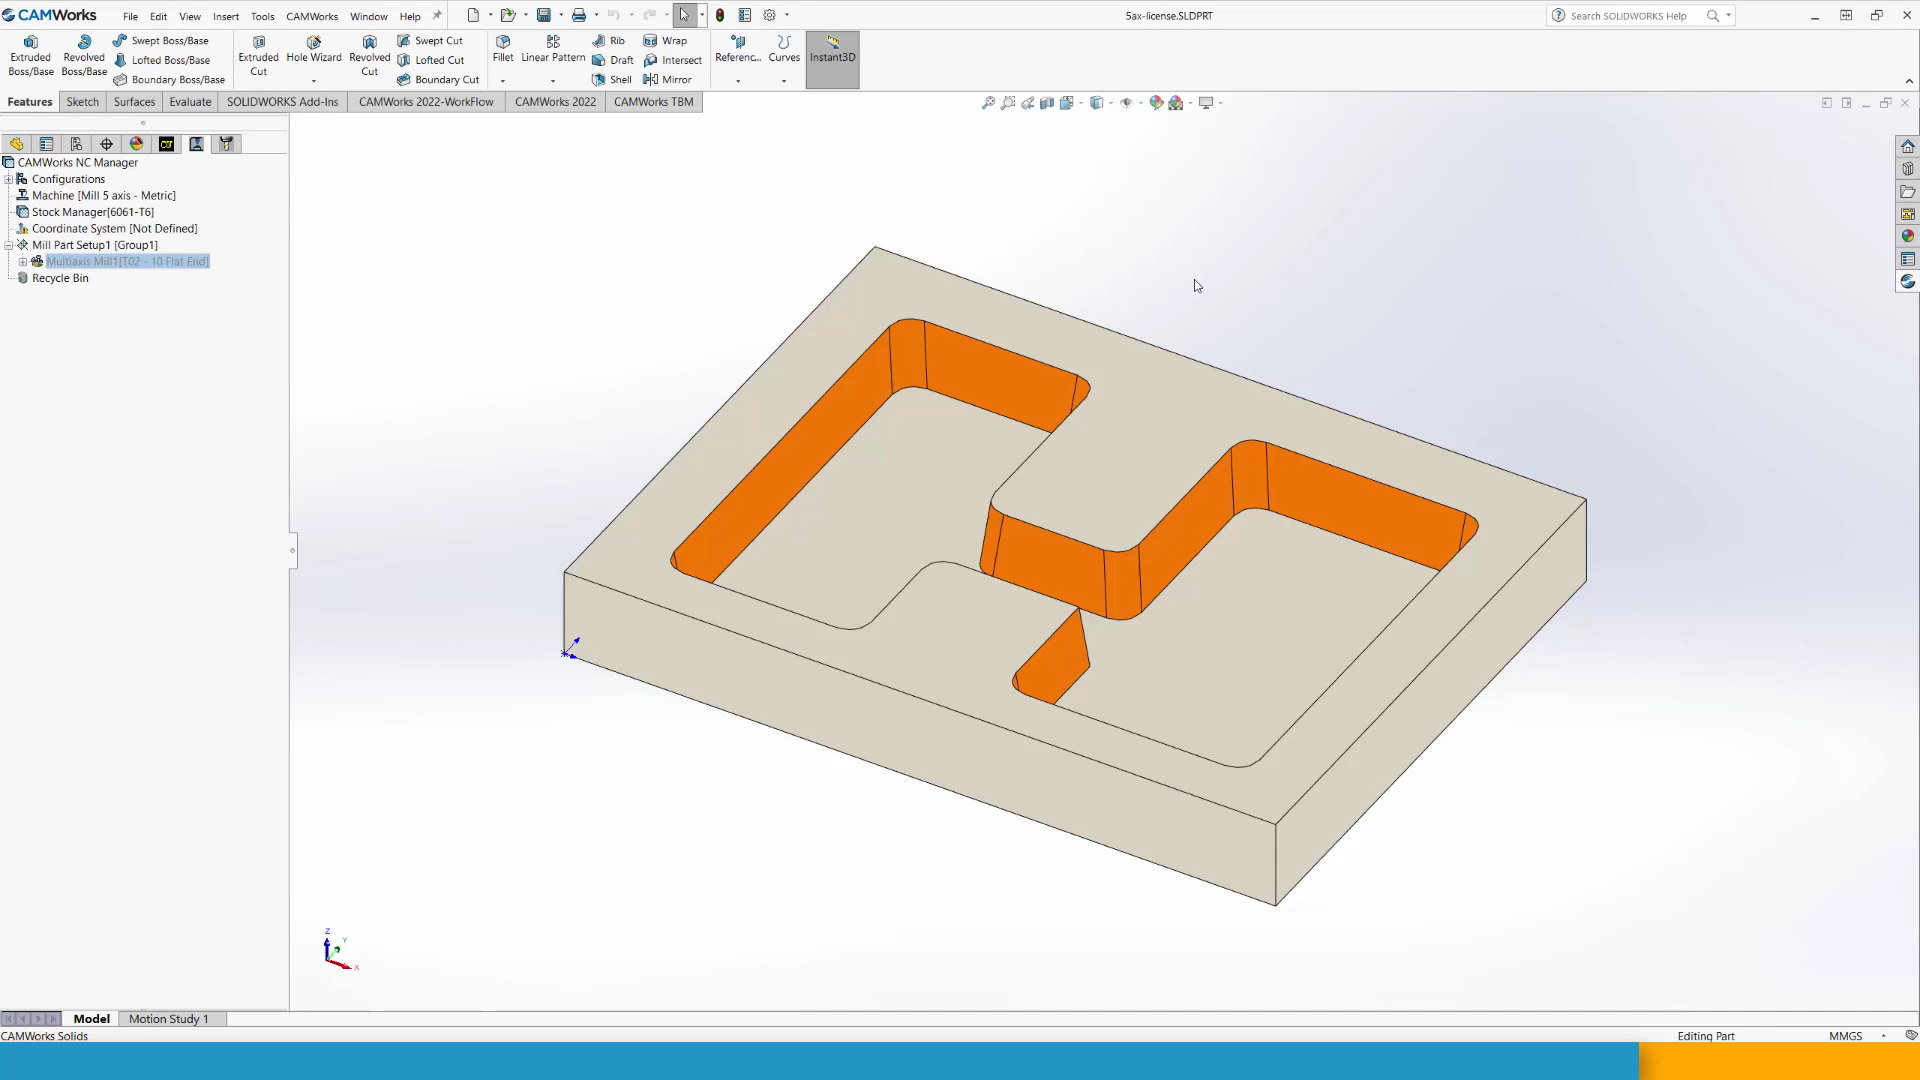 CAMWorks File Edit View Insert Tools CAMWorks Window Help 5ax-license.SLDPRT Search SOLIDWORKS Help
Extruded Boss/Base
Revolved Boss/Base
Swept Boss/Base
Lofted Boss/Base
Boundary Boss/Base
Extruded Cut
Hole Wizard
Revolved Cut
Swept Cut
Lofted Cut
Boundary Cut
Fillet
Linear Pattern
Rib
Draft
Shell
Wrap
Intersect
Mirror
Referenc...
Curves
Instant3D
Features Sketch Surfaces Evaluate SOLIDWORKS Add-Ins CAMWorks 2022-WorkFlow CAMWorks 2022 CAMWorks TBM
CAMWorks NC Manager
Configurations
Machine [Mill 5 axis - Metric]
Stock Manager[6061-T6]
Coordinate System [Not Defined]
Mill Part Setup1 [Group1]
Multiaxis Mill1[T02 - 10 Flat End]
Recycle Bin
Z
Y
X
Model Motion Study 1
CAMWorks Solids Editing Part MMGS